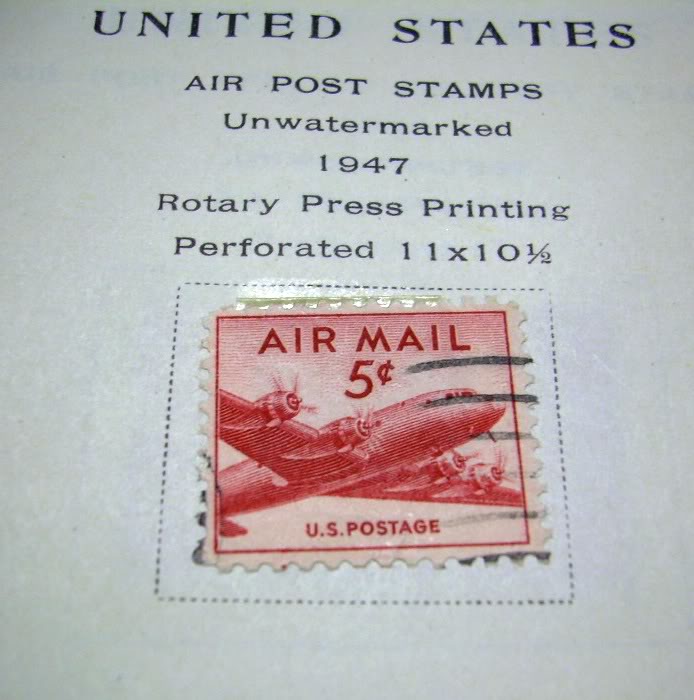 UNITED STATES
AIR POST STAMPS
Unwatermarked
1947
Rotary Press Printing
Perforated 11x10½
AIR MAIL
5¢
U.S. POSTAGE